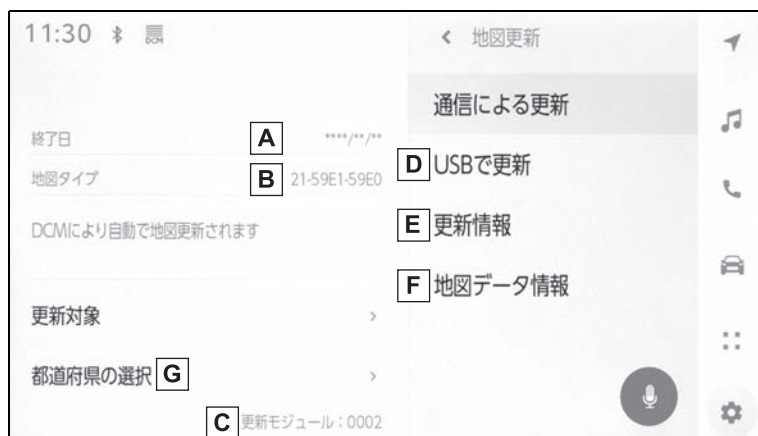 11:30 DCM
終了日 A ****/**/**
地図タイプ B 21-59E1-59E0
DCMにより自動で地図更新されます
更新対象 >
都道府県の選択 G >
C 更新モジュール:0002
< 地図更新
通信による更新
D USBで更新
E 更新情報
F 地図データ情報